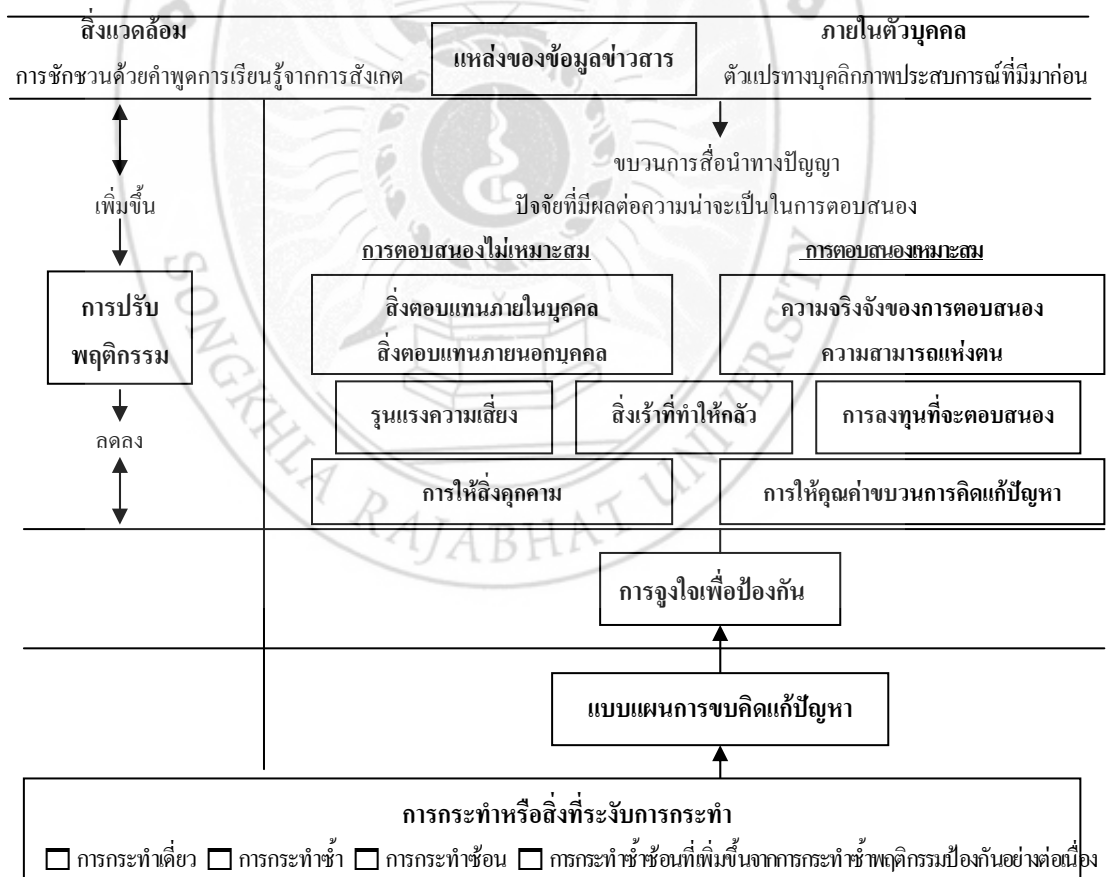 สิ่งแวดล้อม
การชักชวนด้วยคำพูดการเรียนรู้จากการสังเกต
แหล่งของข้อมูลข่าวสาร
ภายในตัวบุคคล
ตัวแปรทางบุคลิกภาพประสบการณ์ที่มีมาก่อน
เพิ่มขึ้น
การปรับ
พฤติกรรม
ลดลง
ขบวนการสื่อนำทางปัญญา
ปัจจัยที่มีผลต่อความน่าจะเป็นในการตอบสนอง
การตอบสนองไม่เหมาะสม
การตอบสนองเหมาะสม
สิ่งตอบแทนภายในบุคคล
สิ่งตอบแทนภายนอกบุคคล
ความจริงจังของการตอบสนอง
ความสามารถแห่งตน
รุนแรงความเสี่ยง
สิ่งเร้าที่ทำให้กลัว
การลงทุนที่จะตอบสนอง
การให้สิ่งคุกคาม
การให้คุณค่าขบวนการคิดแก้ปัญหา
การจูงใจเพื่อป้องกัน
แบบแผนการขบคิดแก้ปัญหา
การกระทำหรือสิ่งที่ระงับการกระทำ
การกระทำเดี่ยว การกระทำซ้ำ การกระทำซ้อน การกระทำซ้ำซ้อนที่เพิ่มขึ้นจากการกระทำซ้ำพฤติกรรมป้องกันอย่างต่อเนื่อง
SONGKHLA RAJABHAT UNIVERSITY